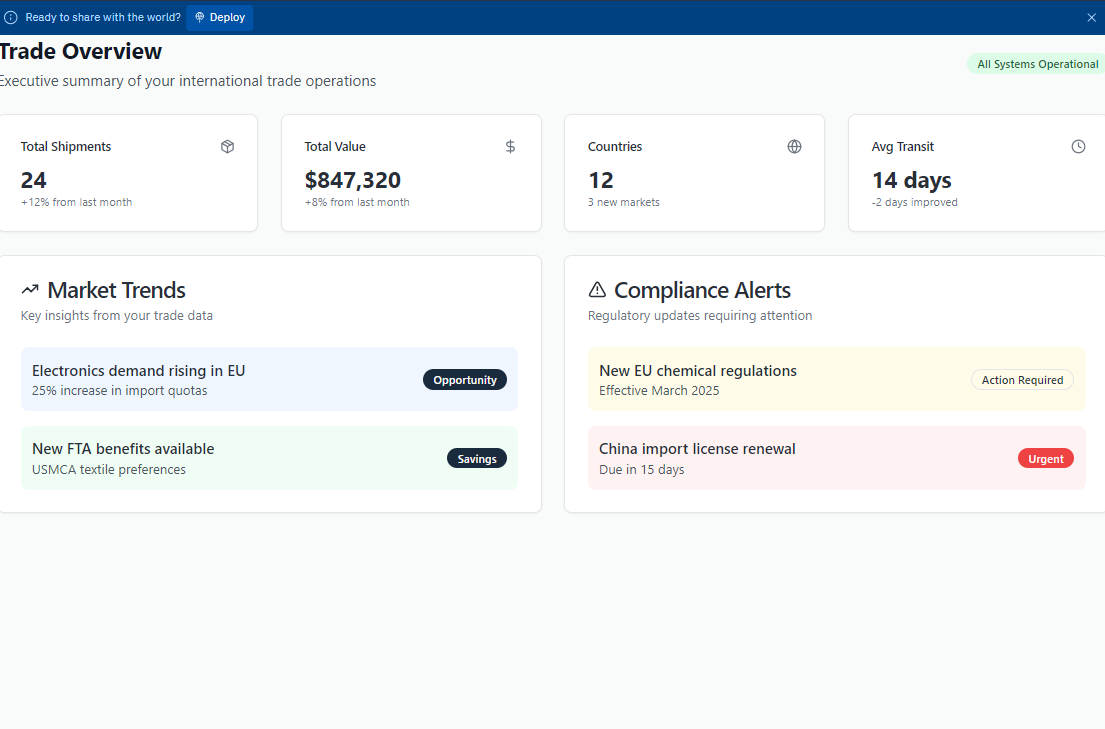 Ready to share with the world? Deploy
Trade Overview
Executive summary of your international trade operations
All Systems Operational
Total Shipments
24
+12% from last month
Total Value
$847,320
+8% from last month
Countries
12
3 new markets
Avg Transit
14 days
-2 days improved
Market Trends
Key insights from your trade data
Electronics demand rising in EU
25% increase in import quotas
Opportunity
New FTA benefits available
USMCA textile preferences
Savings
Compliance Alerts
Regulatory updates requiring attention
New EU chemical regulations
Effective March 2025
Action Required
China import license renewal
Due in 15 days
Urgent